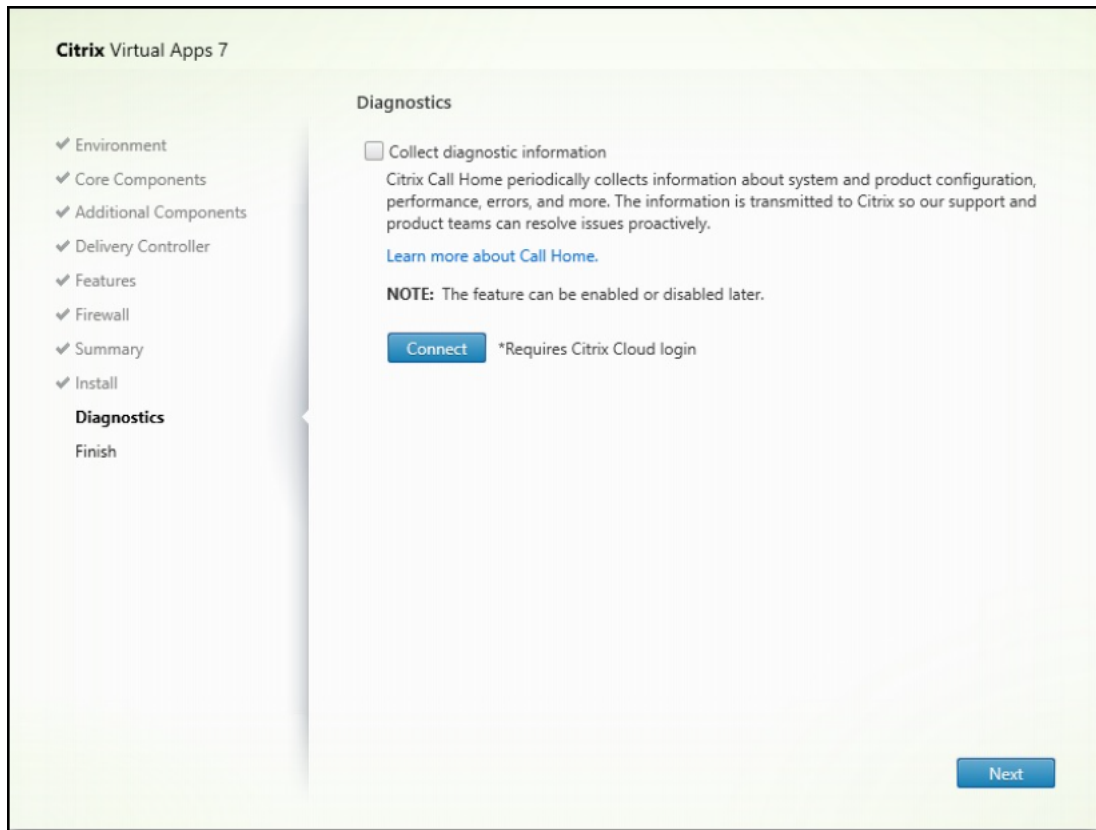 Citrix Virtual Apps 7
Environment
Core Components
Additional Components
Delivery Controller
Features
Firewall
Summary
Install
Diagnostics
Finish
Diagnostics
Collect diagnostic information
Citrix Call Home periodically collects information about system and product configuration,
performance, errors, and more. The information is transmitted to Citrix so our support and
product teams can resolve issues proactively.
Learn more about Call Home.
NOTE: The feature can be enabled or disabled later.
Connect *Requires Citrix Cloud login
Next